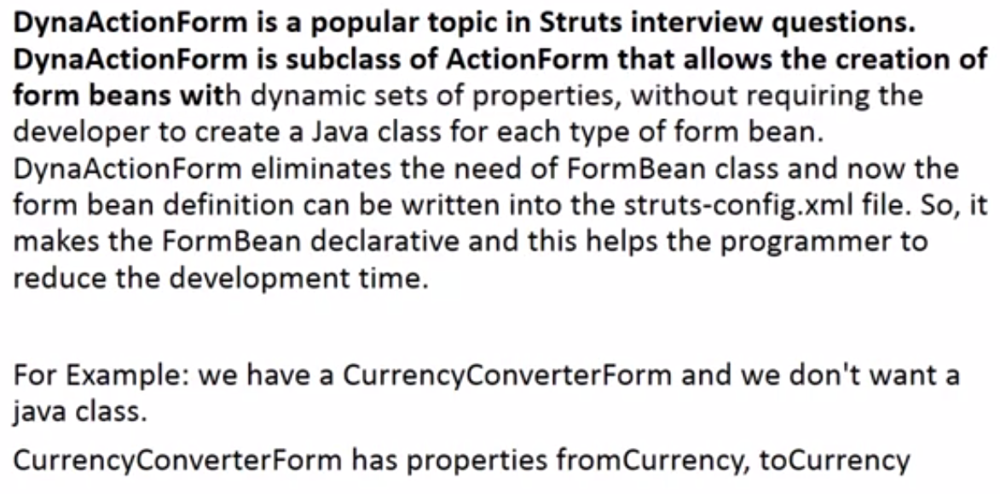 DynaActionForm is a popular topic in Struts interview questions.
DynaActionForm is subclass of ActionForm that allows the creation of
form beans with dynamic sets of properties, without requiring the
developer to create a Java class for each type of form bean.
DynaActionForm eliminates the need of FormBean class and now the
form bean definition can be written into the struts-config.xml file. So, it
makes the FormBean declarative and this helps the programmer to
reduce the development time.
For Example: we have a CurrencyConverterForm and we don't want a
java class.
CurrencyConverterForm has properties fromCurrency, toCurrency